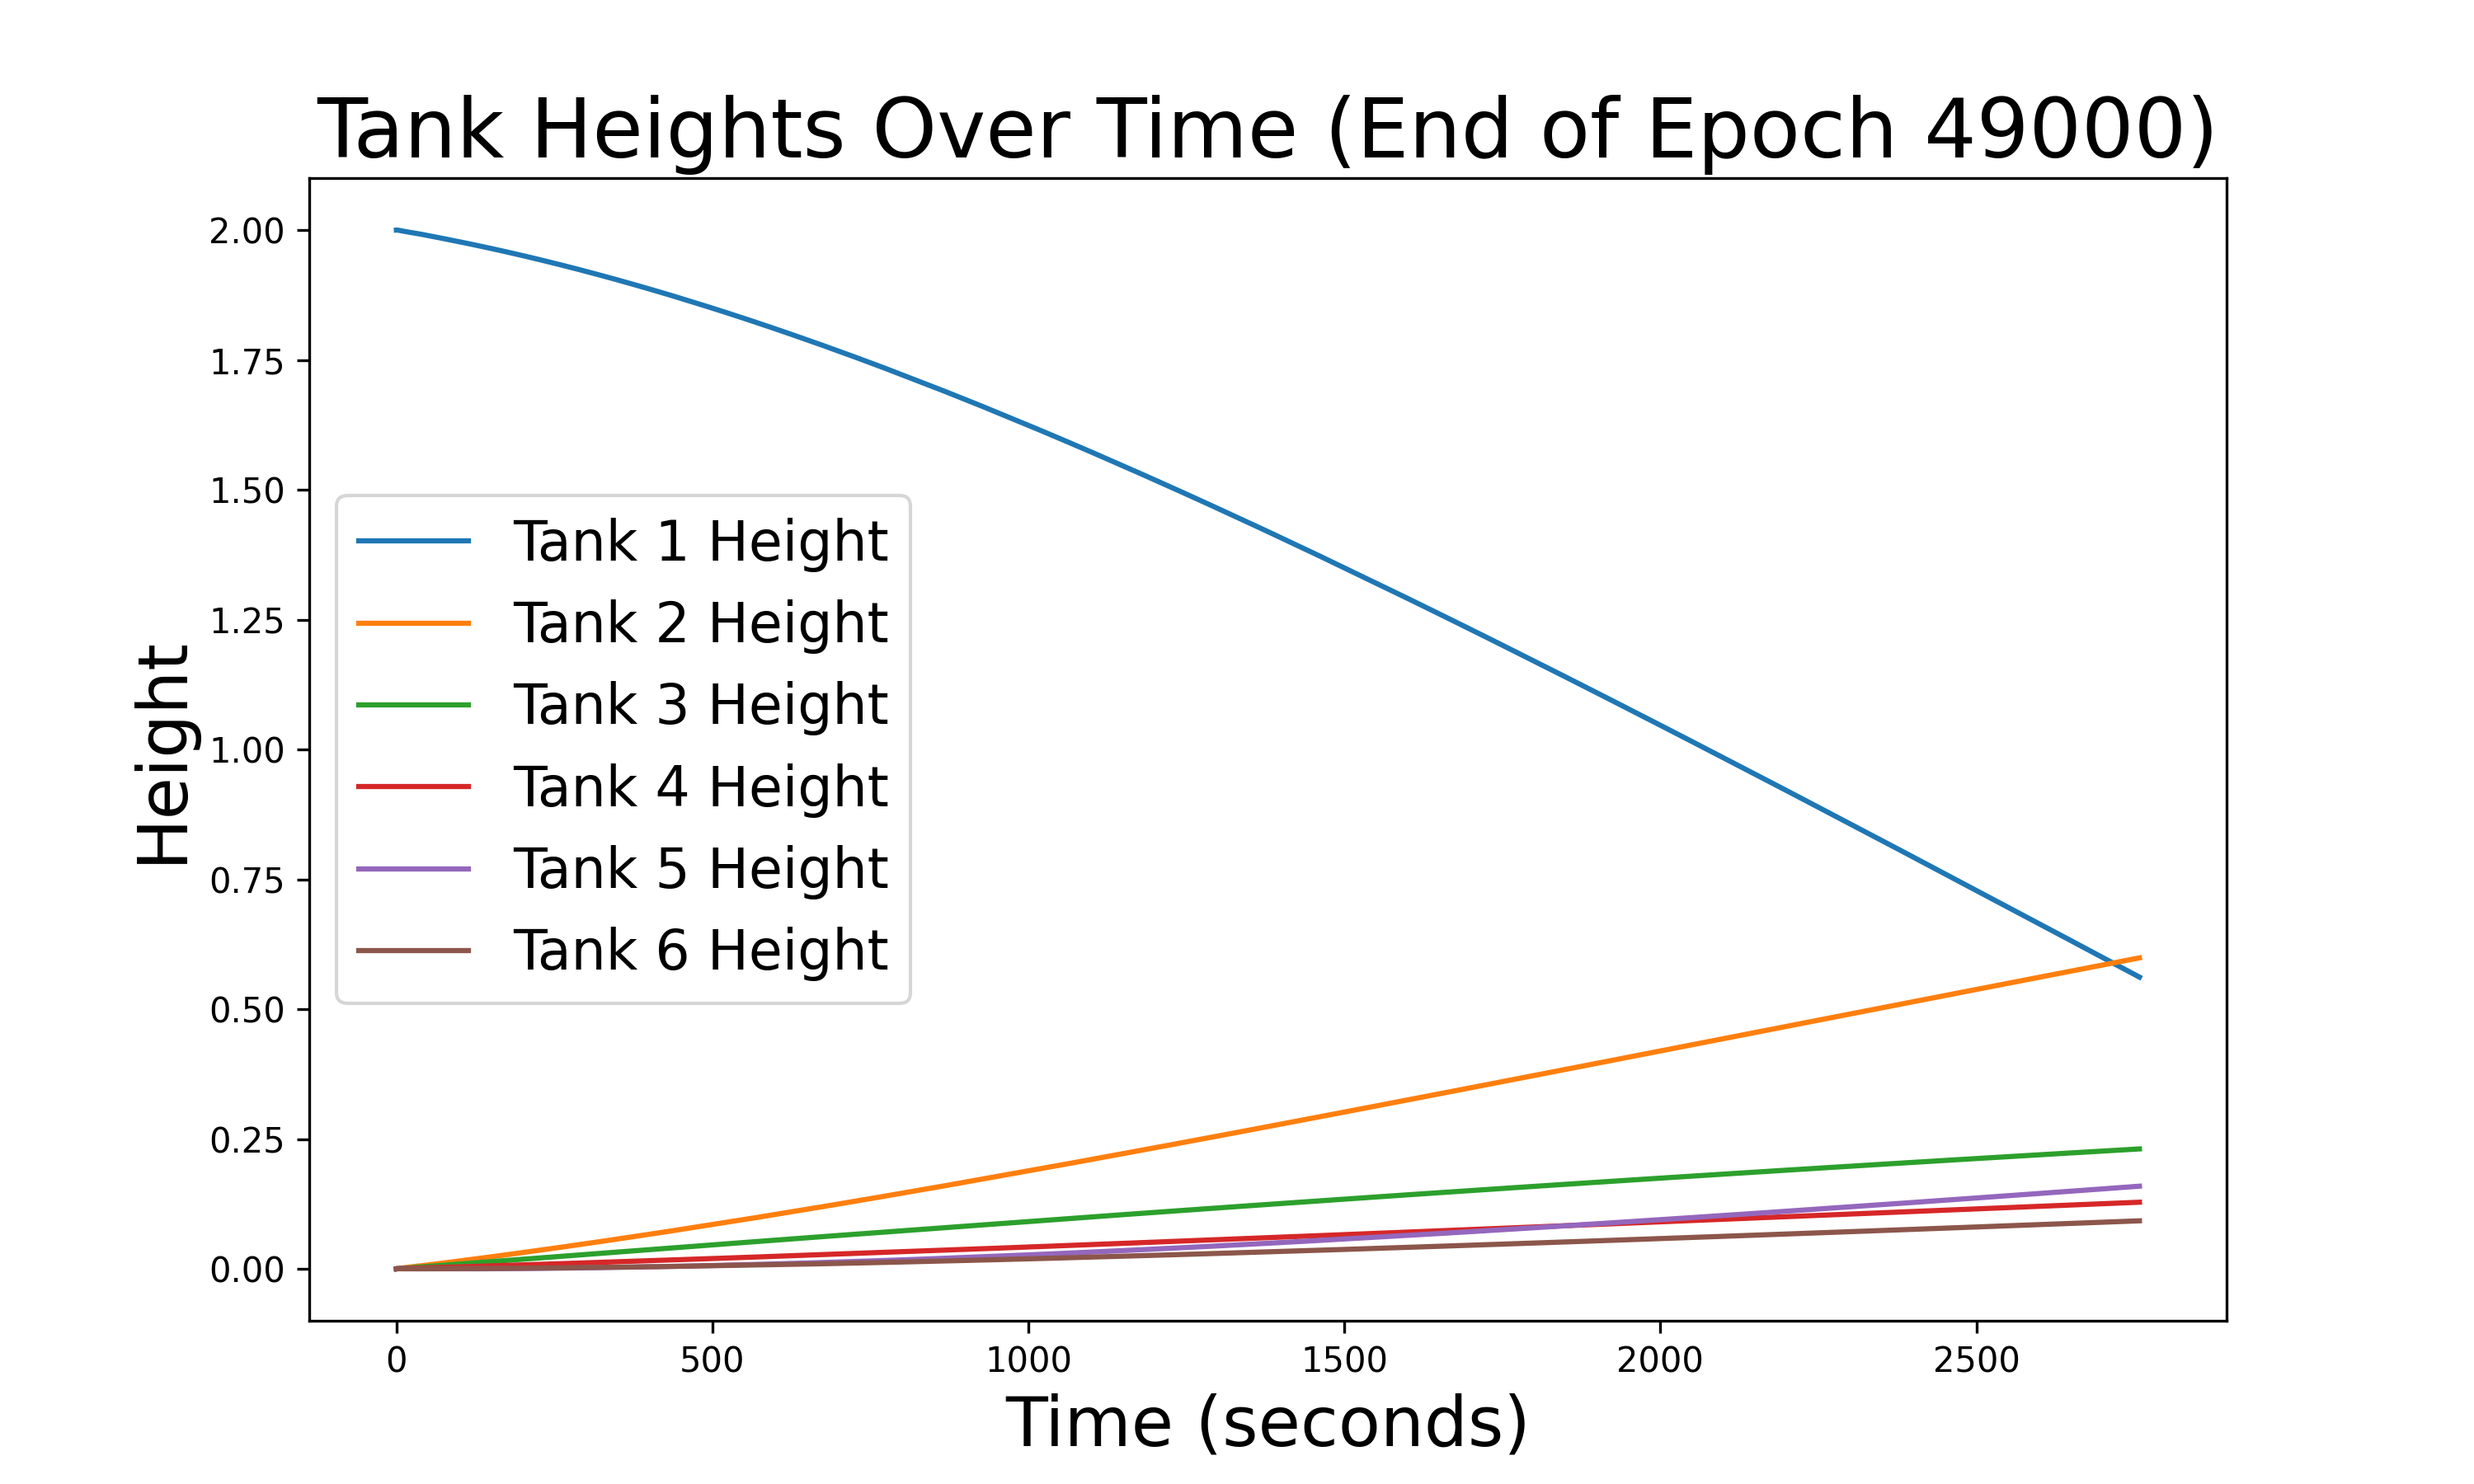 Tank Heights Over Time (End of Epoch 49000)
2.00
1.75
1.50
1.25
1.00
0.75
0.50
0.25
0.00
Height
Tank 1 Height
Tank 2 Height
Tank 3 Height
Tank 4 Height
Tank 5 Height
Tank 6 Height
0 500 1000 1500 2000 2500
Time (seconds)